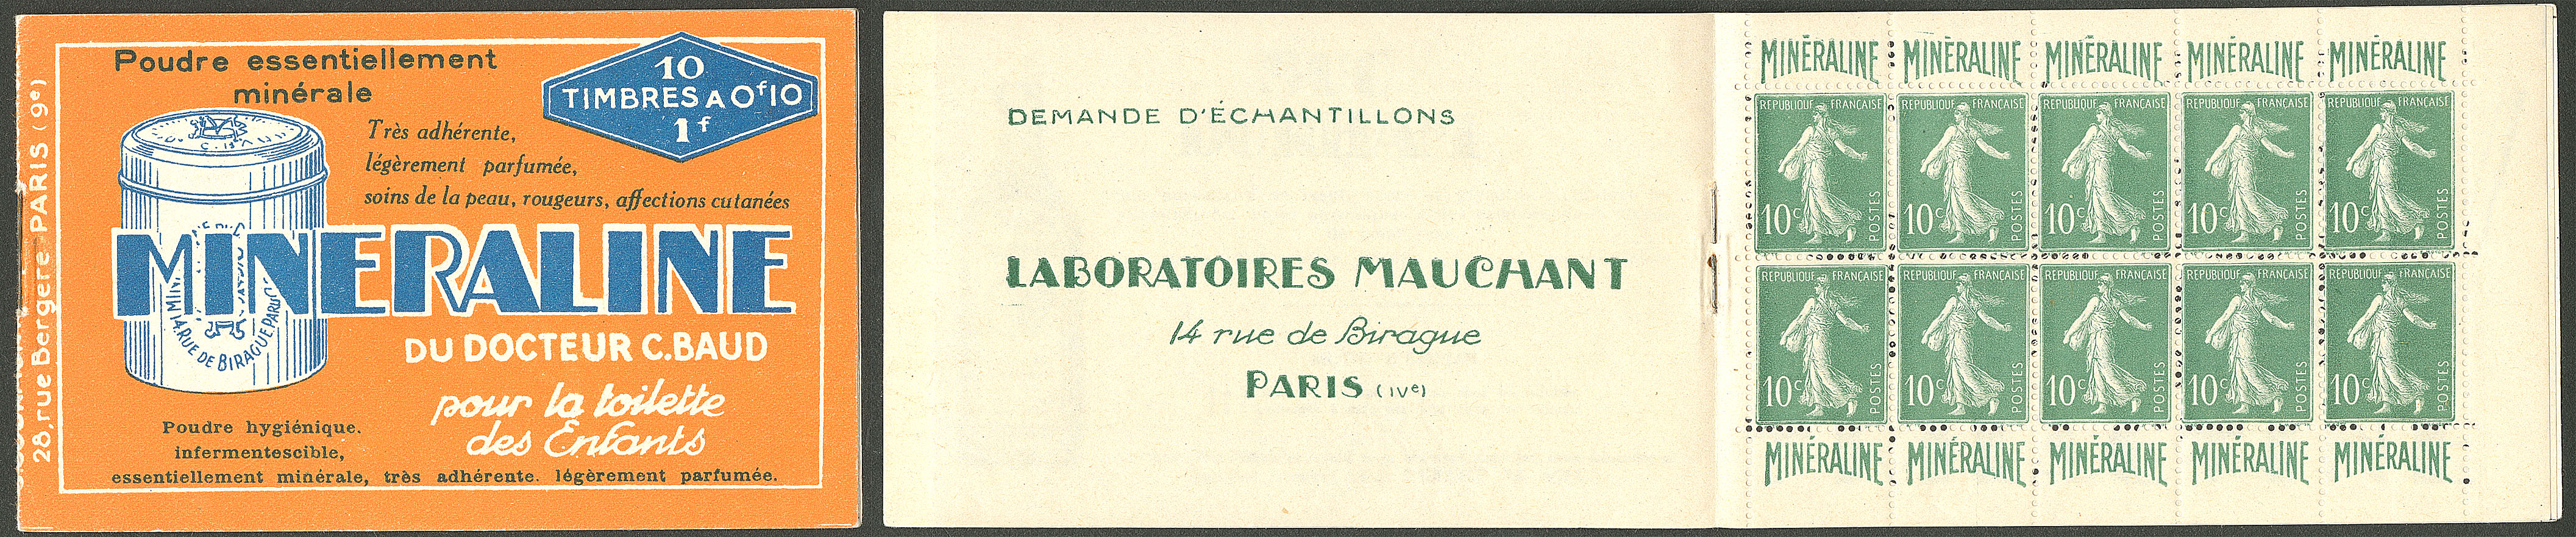 Poudre essentiellement
minérale
10
TIMBRES A 0f10
1f
Très adhérente,
légèrement parfumée,
soins de la peau, rougeurs, affections cutanées
MINERALINE
DU DOCTEUR C.BAUD
pour la toilette
des Enfants
Poudre hygiénique.
infermentescible,
essentiellement minérale, très adhérente. légèrement parfumée.
28, rue Bergère-PARIS (9e)
14. RUE DE BIRAGUE PARIS
DEMANDE D'ÉCHANTILLONS
LABORATOIRES MAUCHANT
14 rue de Birague
PARIS (IVe)
MINÉRALINE MINÉRALINE MINÉRALINE MINÉRALINE MINÉRALINE
REPUBLIQUE FRANÇAISE REPUBLIQUE FRANÇAISE REPUBLIQUE FRANÇAISE REPUBLIQUE FRANÇAISE REPUBLIQUE FRANÇAISE
10c POSTES 10c POSTES 10c POSTES 10c POSTES 10c POSTES
REPUBLIQUE FRANÇAISE REPUBLIQUE FRANÇAISE REPUBLIQUE FRANÇAISE REPUBLIQUE FRANÇAISE REPUBLIQUE FRANÇAISE
10c POSTES 10c POSTES 10c POSTES 10c POSTES 10c POSTES
MINÉRALINE MINÉRALINE MINÉRALINE MINÉRALINE MINÉRALINE